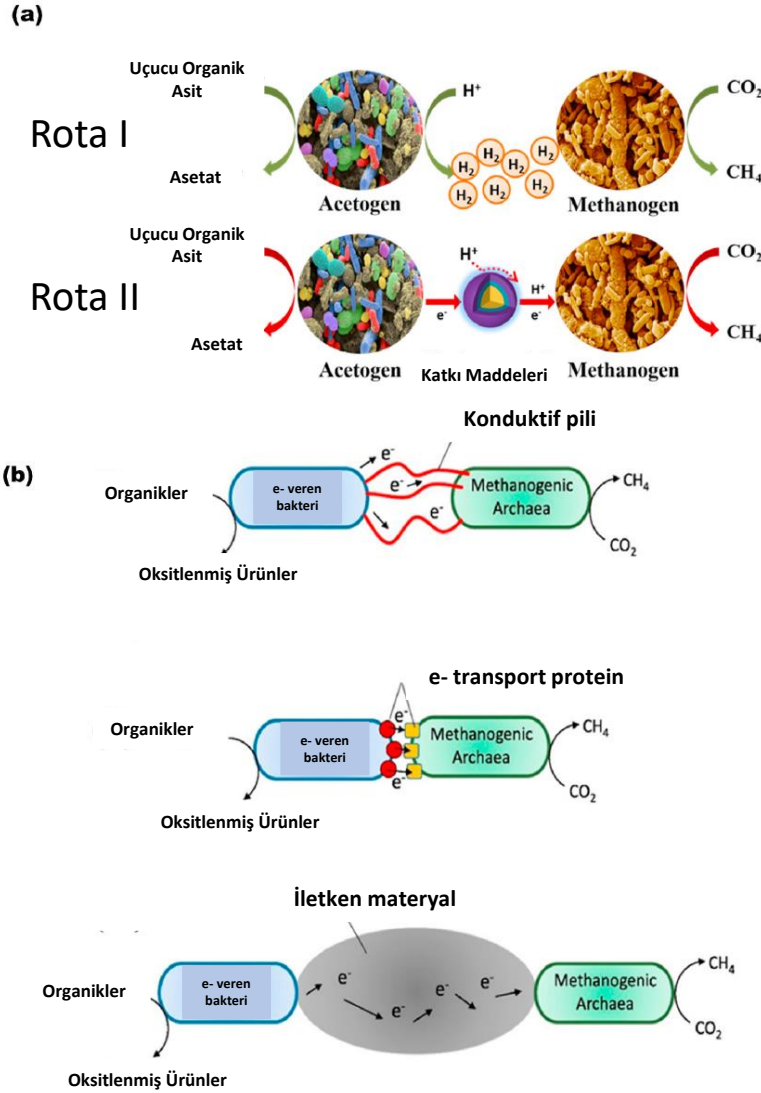 (a)
Uçucu Organik
Asit
H⁺
CO₂
Rota I
H₂ H₂ H₂ H₂
H₂ H₂ H₂
Asetat
CH₄
Acetogen
Methanogen
Uçucu Organik
Asit
H⁺
CO₂
Rota II
H⁺
e⁻
e⁻
Asetat
CH₄
Acetogen
Katkı Maddeleri
Methanogen
Konduktif pili
(b)
e⁻
Organikler
e- veren
bakteri
e⁻
e⁻
Methanogenic
Archaea
CH₄
CO₂
Oksitlenmiş Ürünler
e- transport protein
e⁻
Organikler
e- veren
bakteri
e⁻
Methanogenic
Archaea
CH₄
CO₂
Oksitlenmiş Ürünler
İletken materyal
Organikler
e- veren
bakteri
e⁻
e⁻
e⁻
e⁻
Methanogenic
Archaea
CH₄
CO₂
Oksitlenmiş Ürünler